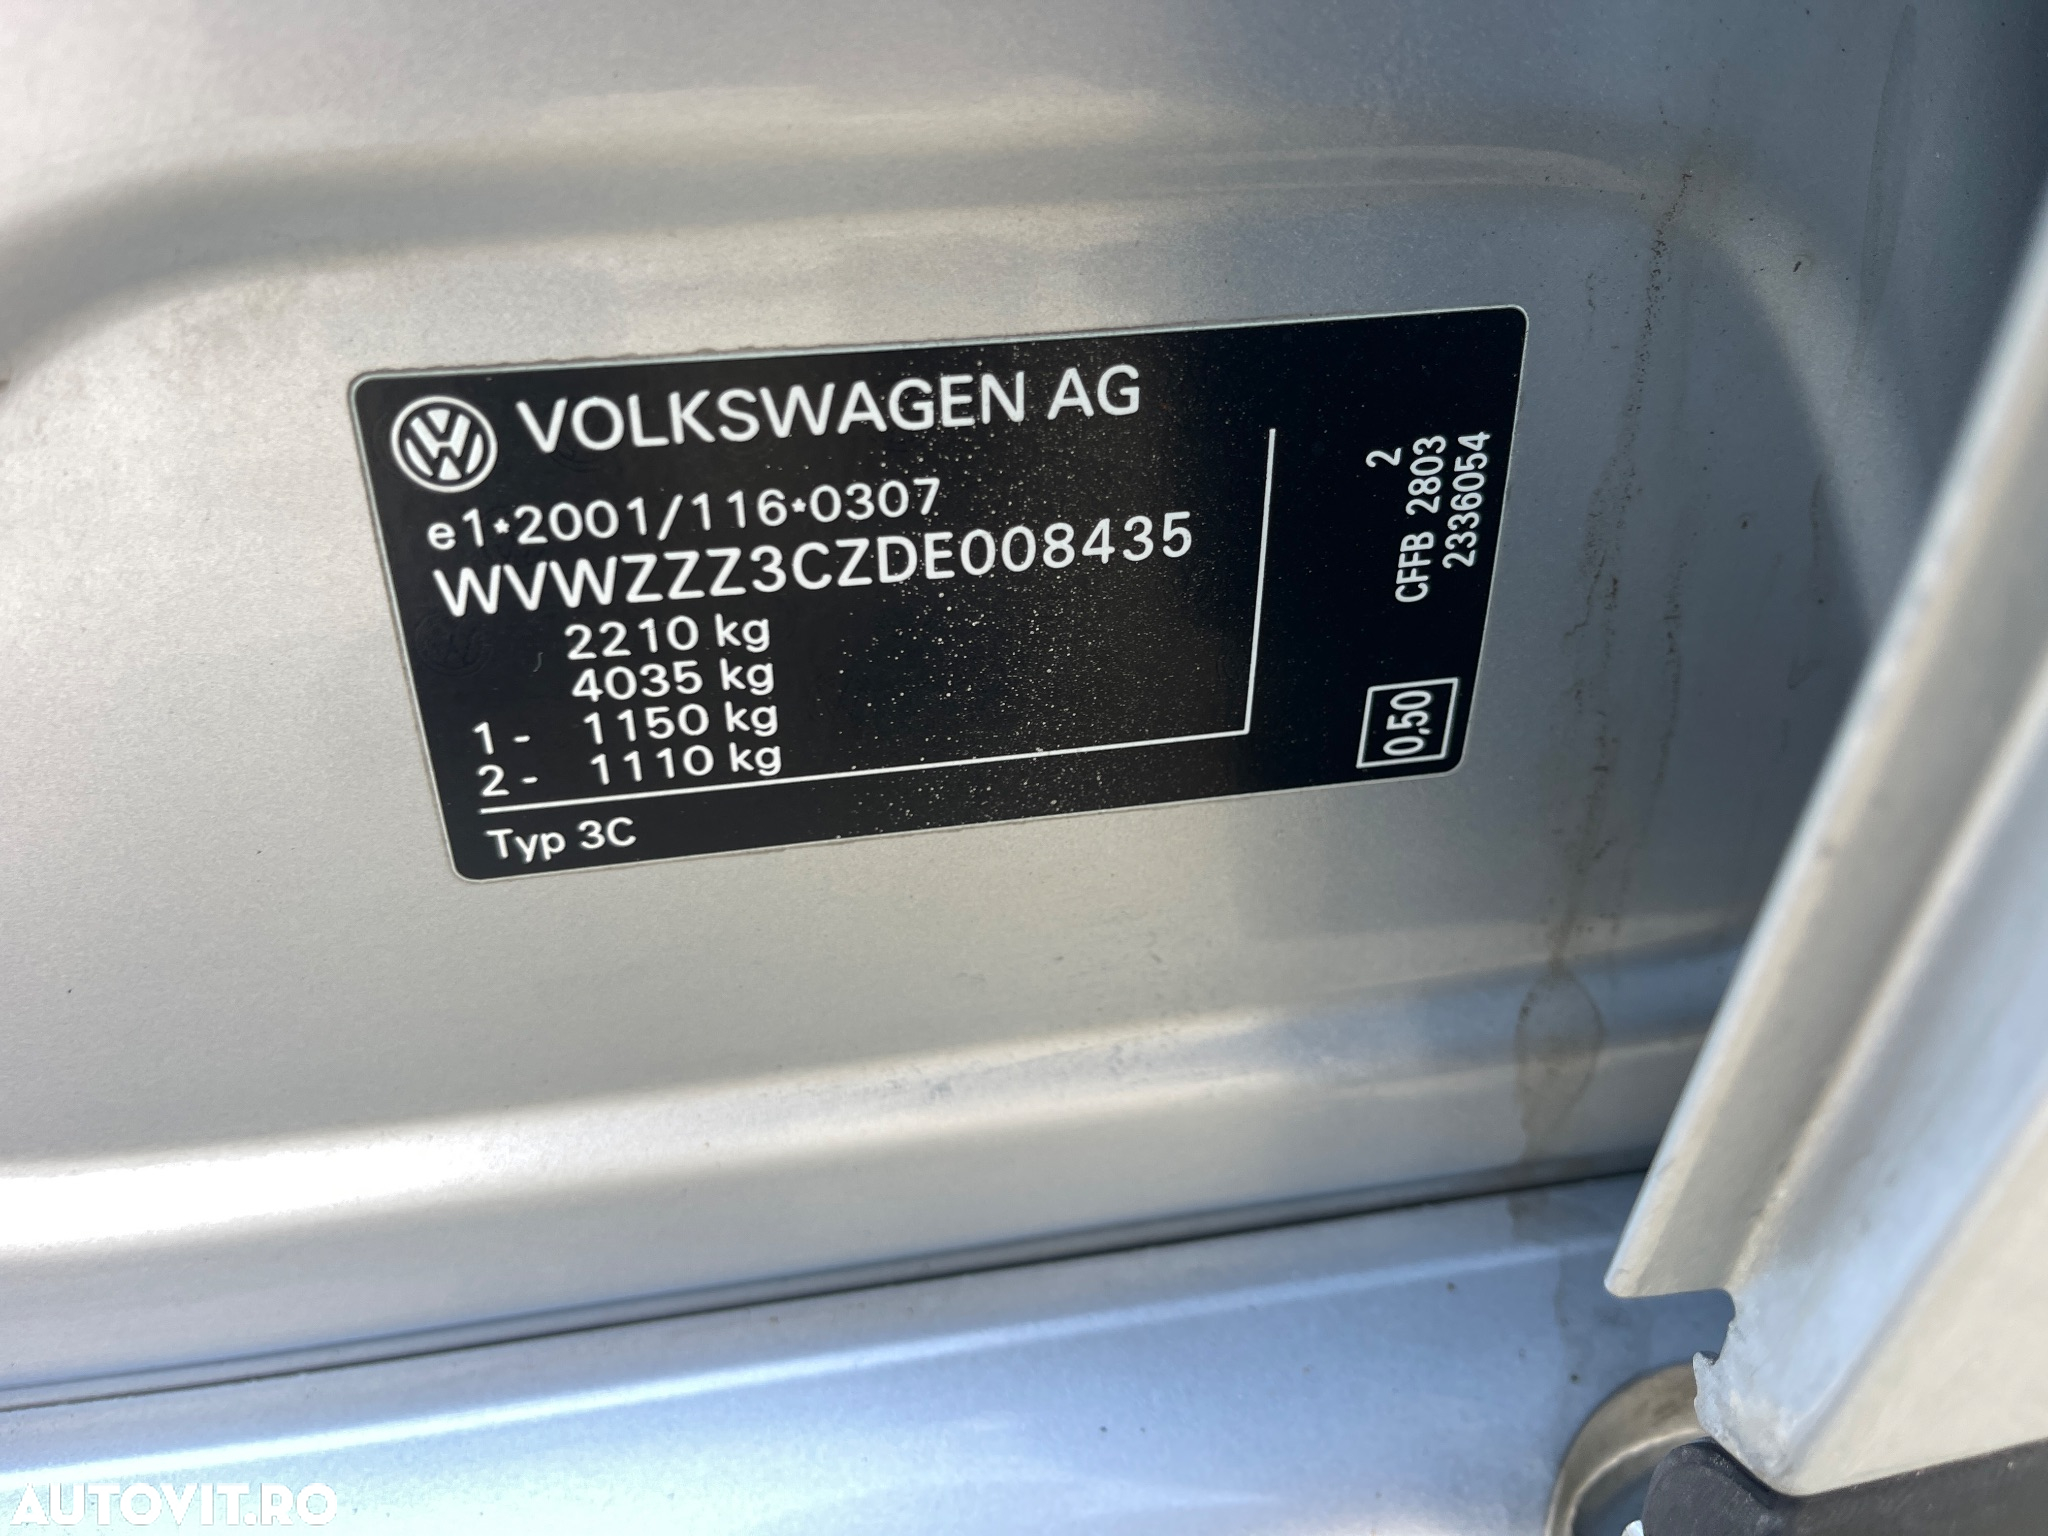 VOLKSWAGEN AG
e1*2001/116*0307
WVWZZZ3CZDE008435
2210 kg
4035 kg
1 - 1150 kg
2 - 1110 kg
Typ 3C
2
CFFB 2803
2336054
0,50
AUTOVIT.RO